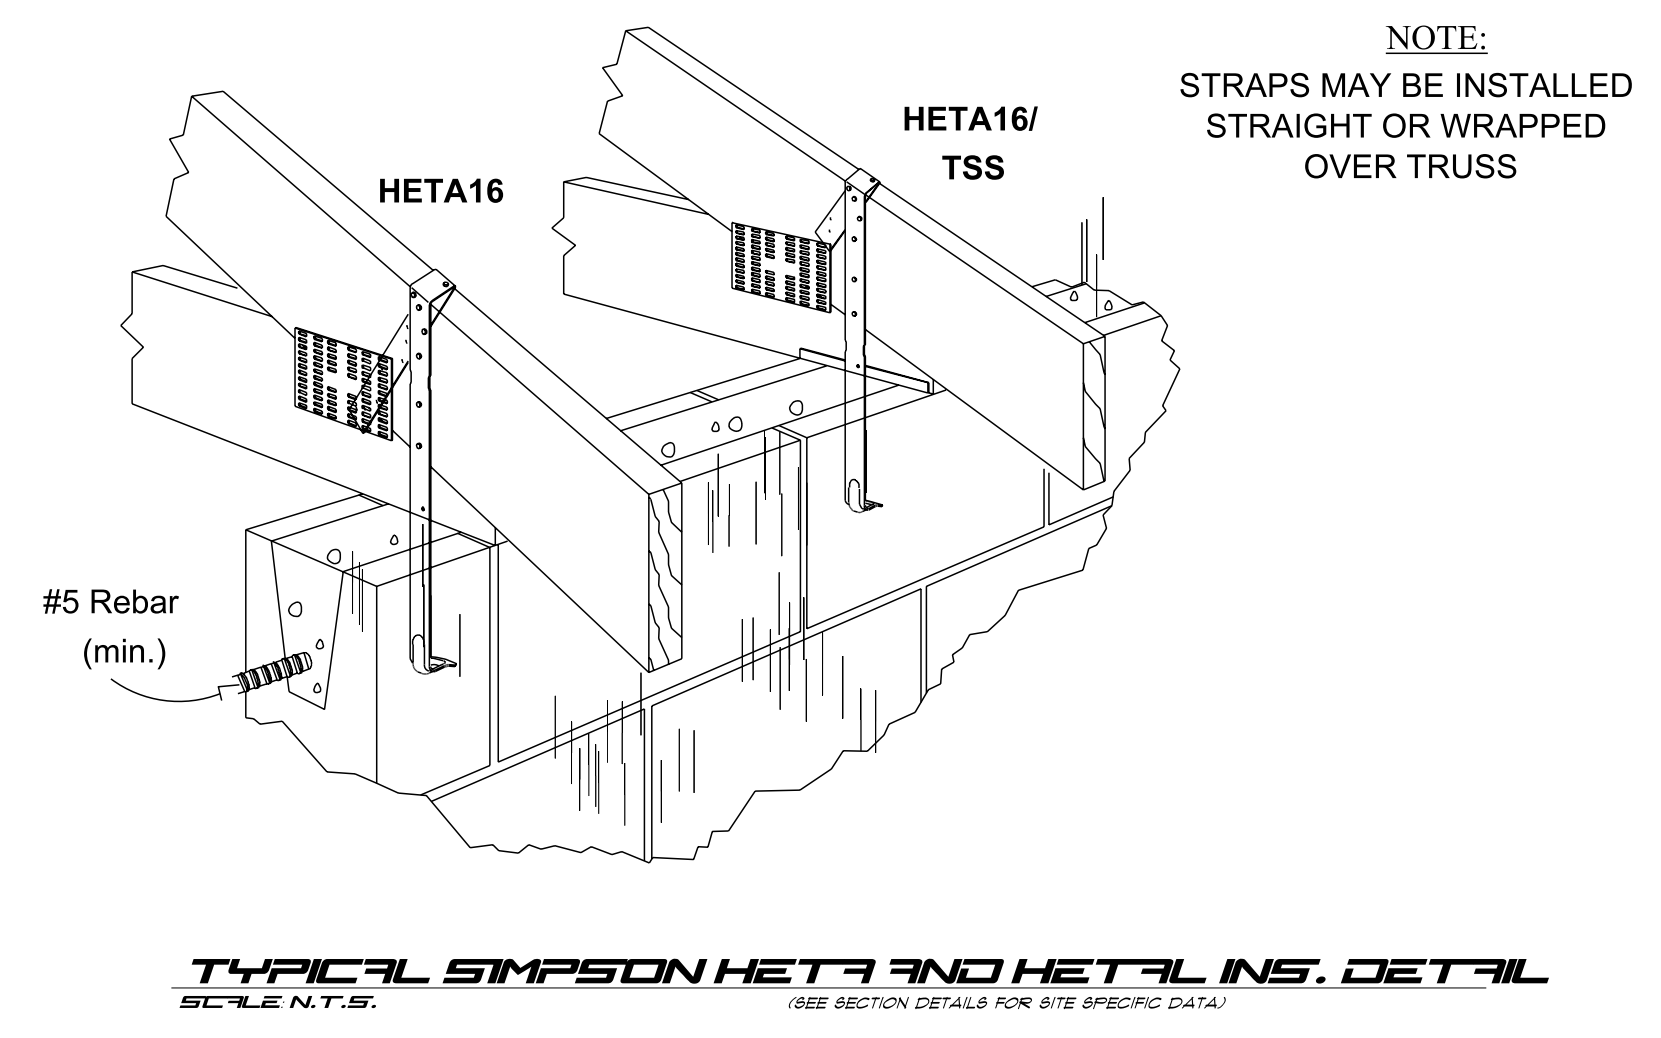 NOTE:
STRAPS MAY BE INSTALLED
STRAIGHT OR WRAPPED
OVER TRUSS
HETA16/
TSS
HETA16
#5 Rebar
(min.)
TYPICAL SIMPSON HETA AND HETAL INS. DETAIL
SCALE: N.T.S.
(SEE SECTION DETAILS FOR SITE SPECIFIC DATA)